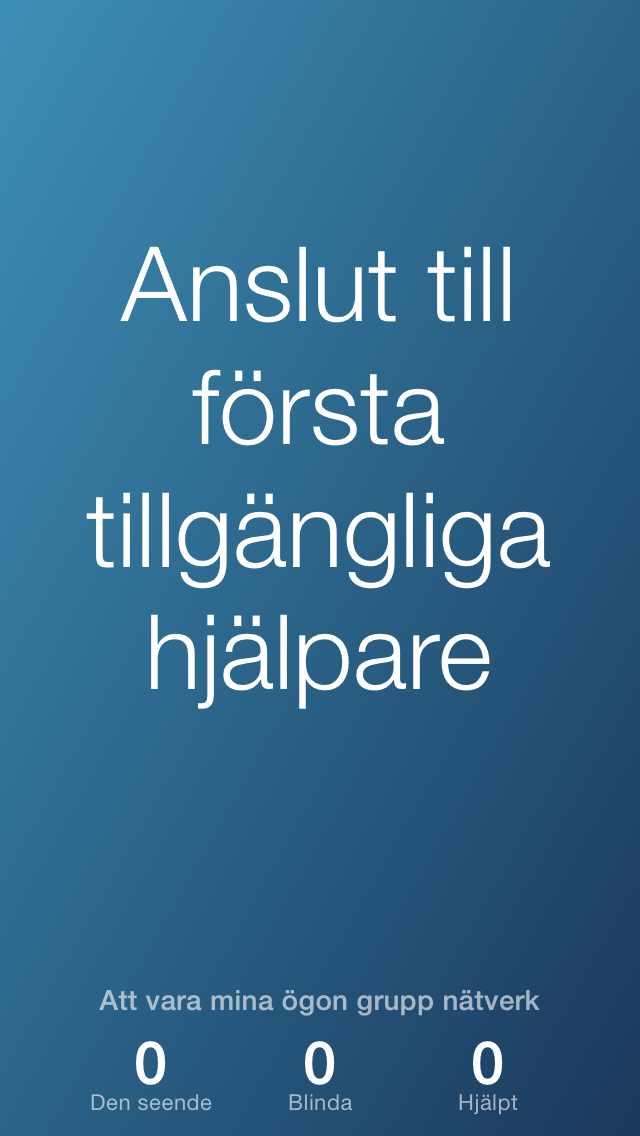 Anslut till
första
tillgängliga
hjälpare
Att vara mina ögon grupp nätverk
0 0 0
Den seende Blinda Hjälpt